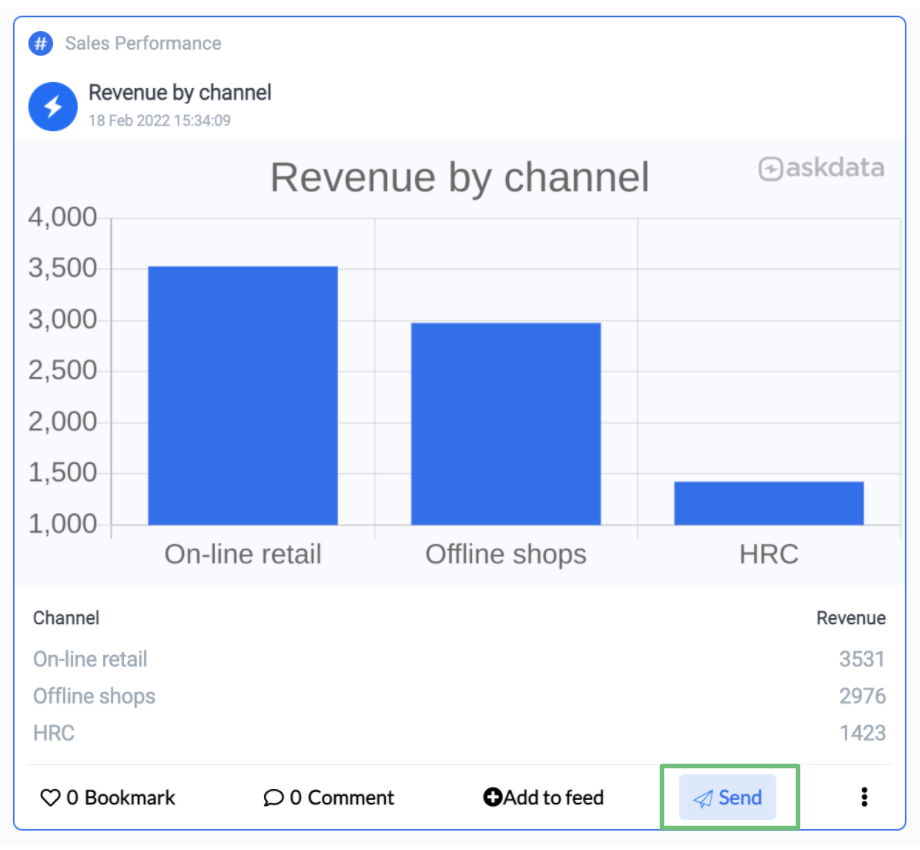 # Sales Performance
Revenue by channel
18 Feb 2022 15:34:09
Revenue by channel
askdata
4,000
3,500
3,000
2,500
2,000
1,500
1,000
On-line retail Offline shops HRC
Channel Revenue
On-line retail 3531
Offline shops 2976
HRC 1423
0 Bookmark 0 Comment Add to feed Send